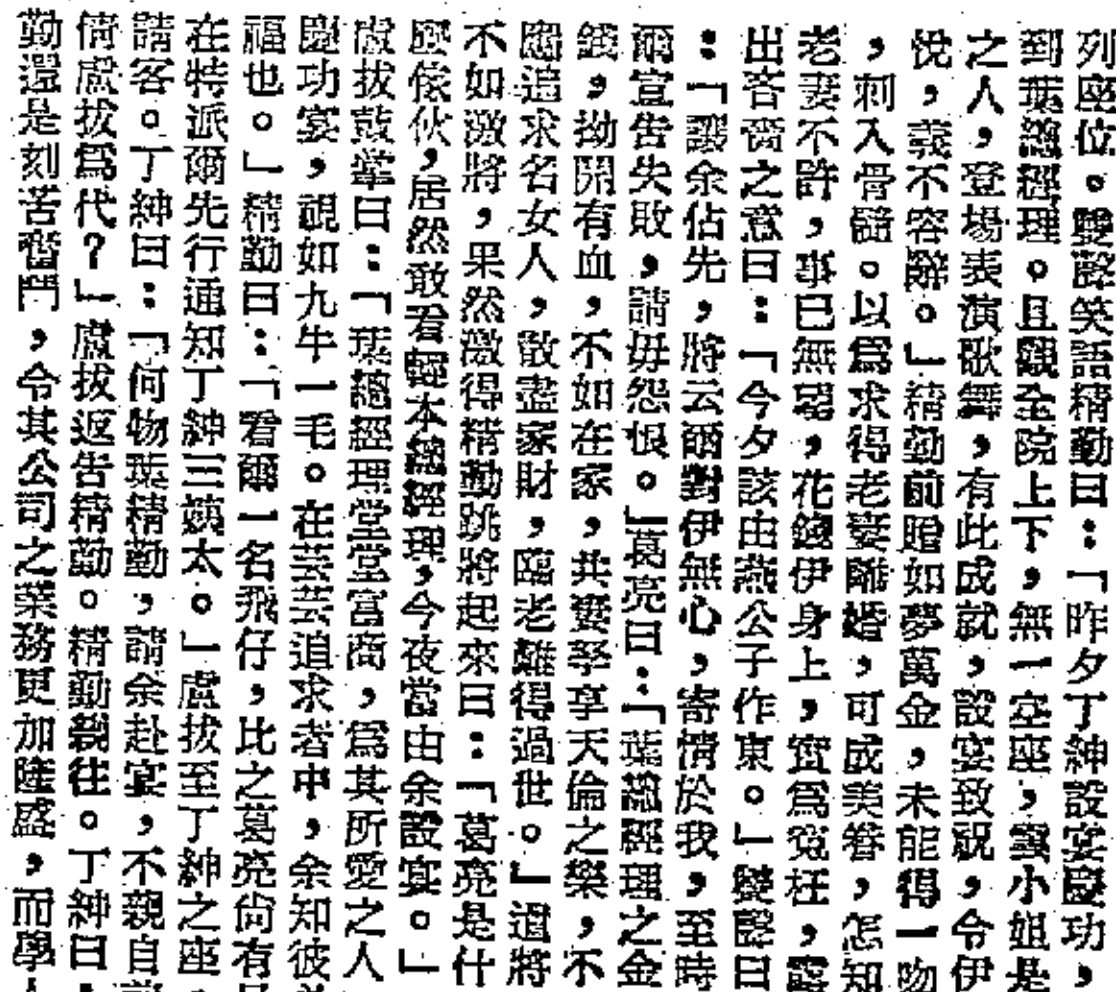 列座位。雙聲笑語精勤曰:「昨夕丁紳設宴慶功,
到葉總經理。且觀全院上下,無一空座,雲小姐是
之人,登場表演歌舞,有此成就,設宴致祝,令伊
悅,義不容辭。」精勤前贈如夢萬金,未能得一吻
,刺入骨髓。以爲求得老妻離婚,可成美眷,怎知
老妻不許,事已無望,花錢伊身上,實爲冤枉,露
出吝嗇之意曰:「今夕該由燕公子作東。」雙聲曰
:「讓余佔先,將云爾對伊無心,寄情於我,至時
爾宣告失敗,請毋怨恨。」葛亮曰:「葉總經理之金
錢,拗開有血,不如在家,共妻孥享天倫之樂,不
應追求名女人,散盡家財,臨老難得過世。」遣將
不如激將,果然激得精勤跳將起來曰:「葛亮是什
麼傢伙,居然敢看輕本總經理,今夜當由余設宴。」
盧拔鼓掌曰:「葉總經理堂堂富商,爲其所愛之人
慶功宴,視如九牛一毛。在芸芸追求者中,余知彼
福也。」精勤曰:「看爾一名飛仔,比之葛亮尙有
在特派爾先行通知丁紳三姨太。」盧拔至丁紳之座
請客。丁紳曰:「何物葉精勤,請余赴宴,不親自
倩盧拔爲代?」盧拔返告精勤。精勤親往。丁紳曰
勤還是刻苦奮鬥,令其公司之業務更加隆盛,而學